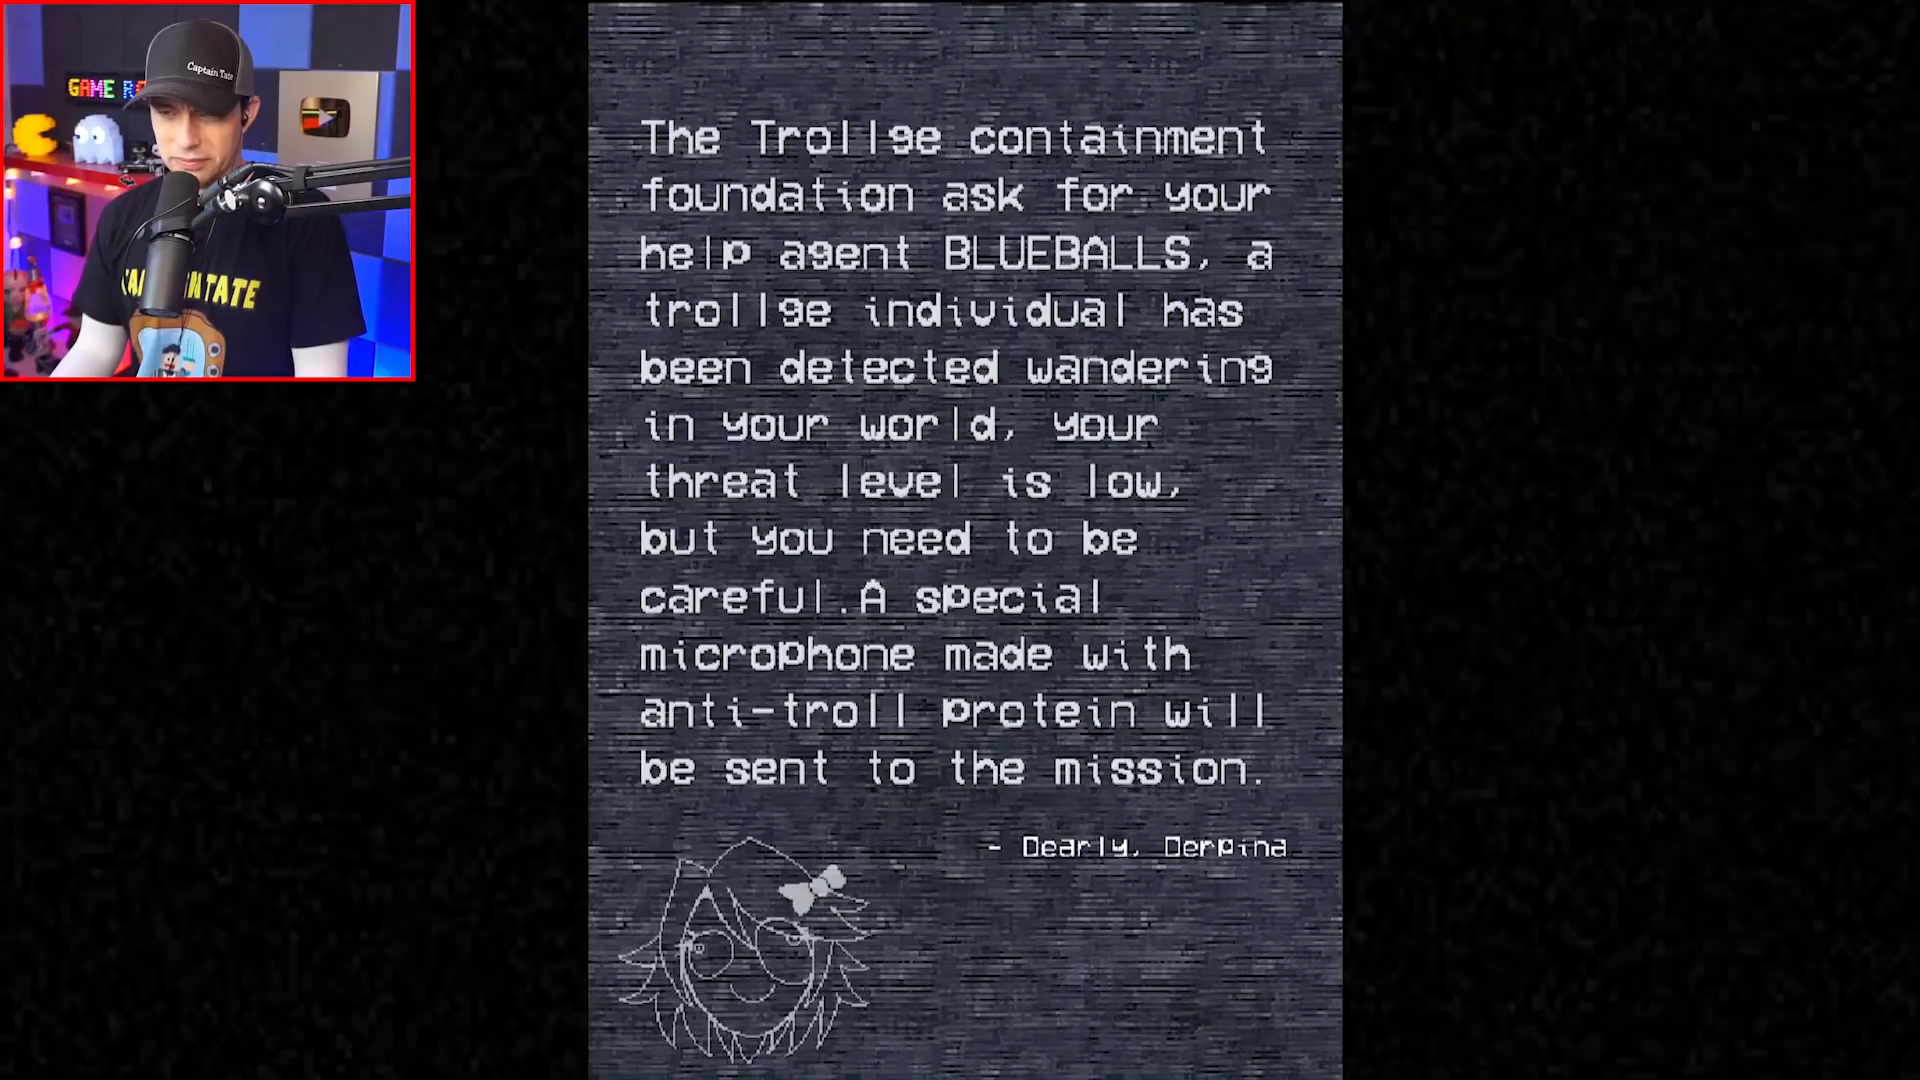 Captain Tate
GAME R
The Trollge containment
foundation ask for your
help agent BLUEBALLS, a
trollge individual has
been detected wandering
in your world, your
threat level is low,
but you need to be
careful.A special
microphone made with
anti-troll protein will
be sent to the mission.
- Dearly, Derpina